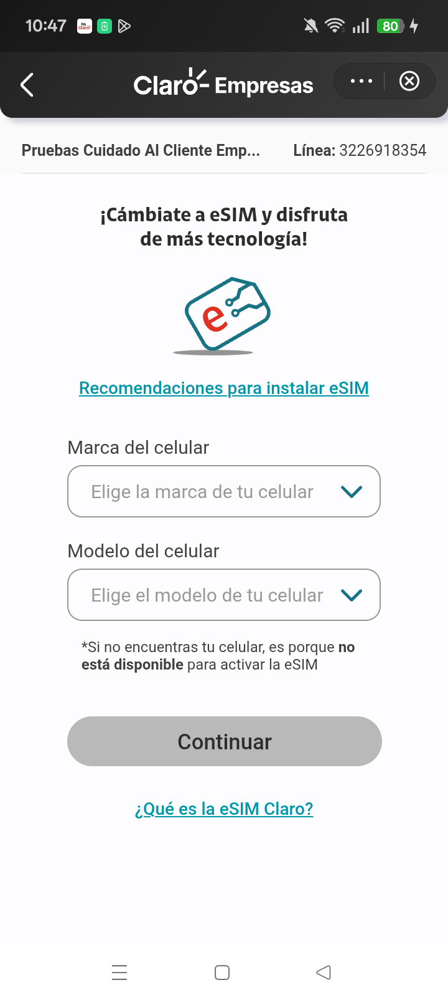 10:47
Mi
Claro
80
Claro Empresas
Pruebas Cuidado Al Cliente Emp...
Línea: 3226918354
¡Cámbiate a eSIM y disfruta
de más tecnología!
e
Recomendaciones para instalar eSIM
Marca del celular
Elige la marca de tu celular
Modelo del celular
Elige el modelo de tu celular
*Si no encuentras tu celular, es porque no
está disponible para activar la eSIM
Continuar
¿Qué es la eSIM Claro?